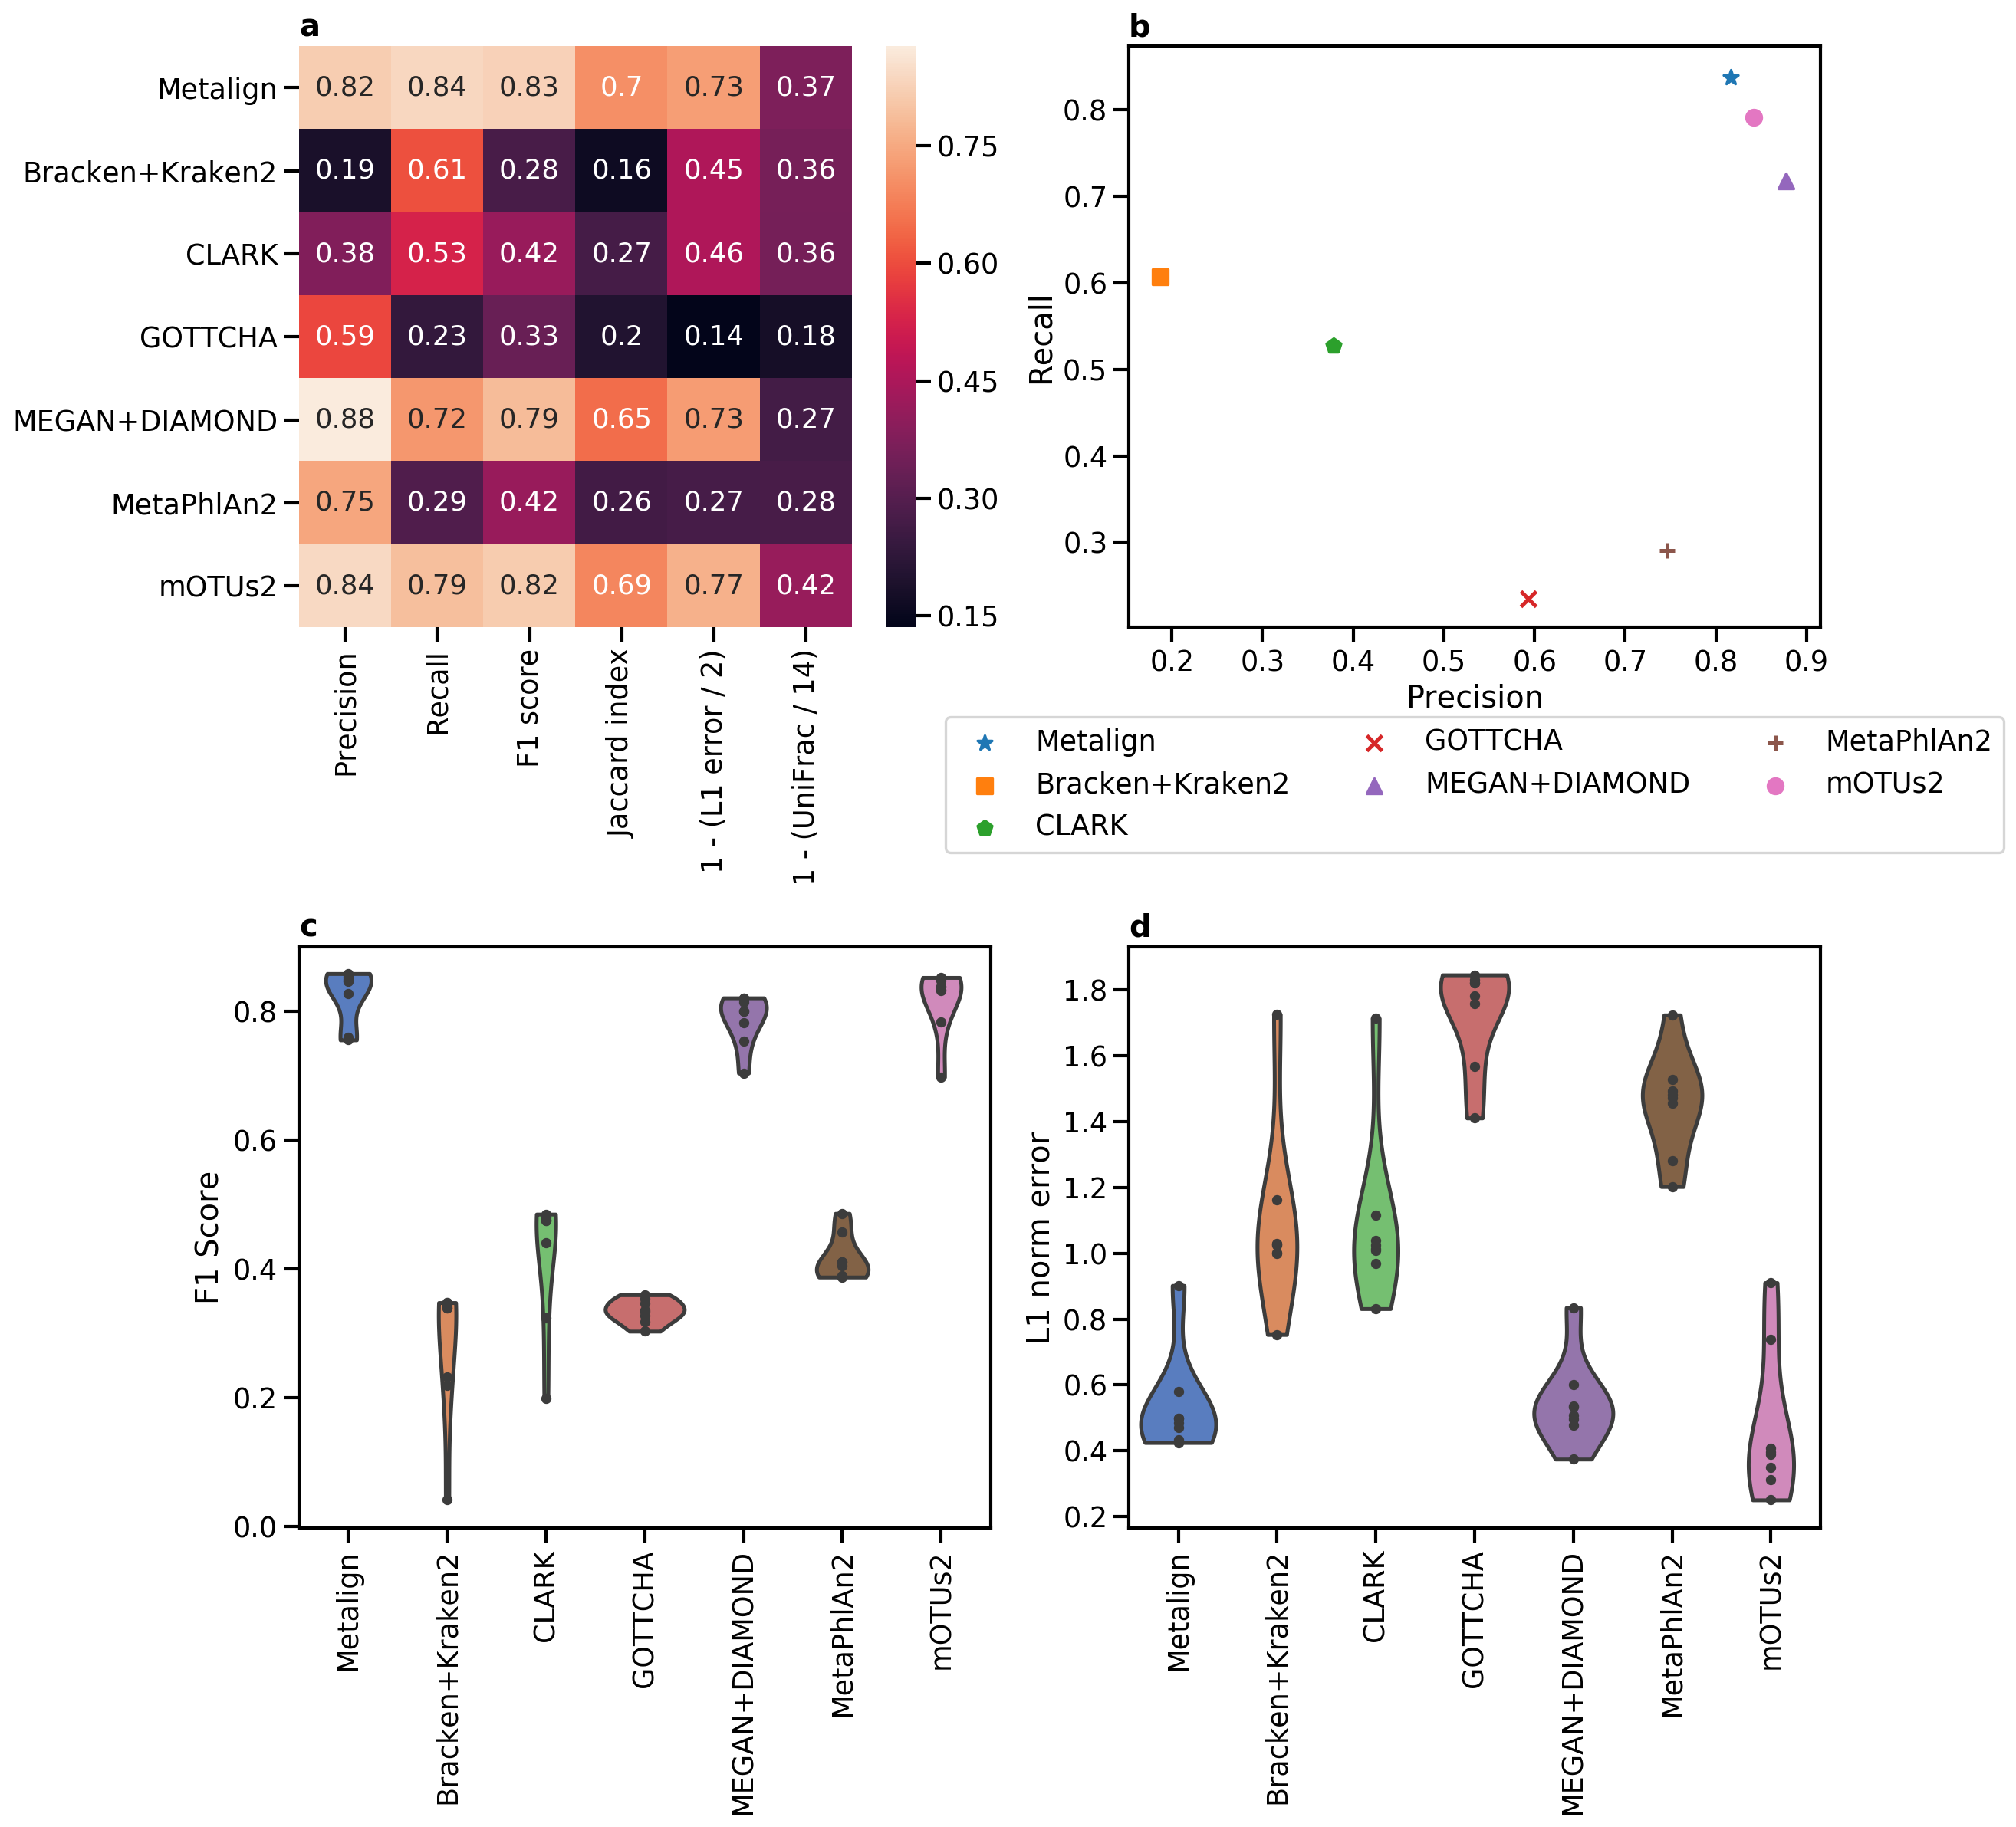 a
Metalign 0.82 0.84 0.83 0.7 0.73 0.37
Bracken+Kraken2 0.19 0.61 0.28 0.16 0.45 0.36
CLARK 0.38 0.53 0.42 0.27 0.46 0.36
GOTTCHA 0.59 0.23 0.33 0.2 0.14 0.18
MEGAN+DIAMOND 0.88 0.72 0.79 0.65 0.73 0.27
MetaPhlAn2 0.75 0.29 0.42 0.26 0.27 0.28
mOTUs2 0.84 0.79 0.82 0.69 0.77 0.42
Precision
Recall
F1 score
Jaccard index
1 - (L1 error / 2)
1 - (UniFrac / 14)
0.75
0.60
0.45
0.30
0.15
b
Recall
0.8
0.7
0.6
0.5
0.4
0.3
0.2 0.3 0.4 0.5 0.6 0.7 0.8 0.9
Precision
Metalign
Bracken+Kraken2
CLARK
GOTTCHA
MEGAN+DIAMOND
MetaPhlAn2
mOTUs2
c
F1 Score
0.8
0.6
0.4
0.2
0.0
Metalign
Bracken+Kraken2
CLARK
GOTTCHA
MEGAN+DIAMOND
MetaPhlAn2
mOTUs2
d
L1 norm error
1.8
1.6
1.4
1.2
1.0
0.8
0.6
0.4
0.2
Metalign
Bracken+Kraken2
CLARK
GOTTCHA
MEGAN+DIAMOND
MetaPhlAn2
mOTUs2